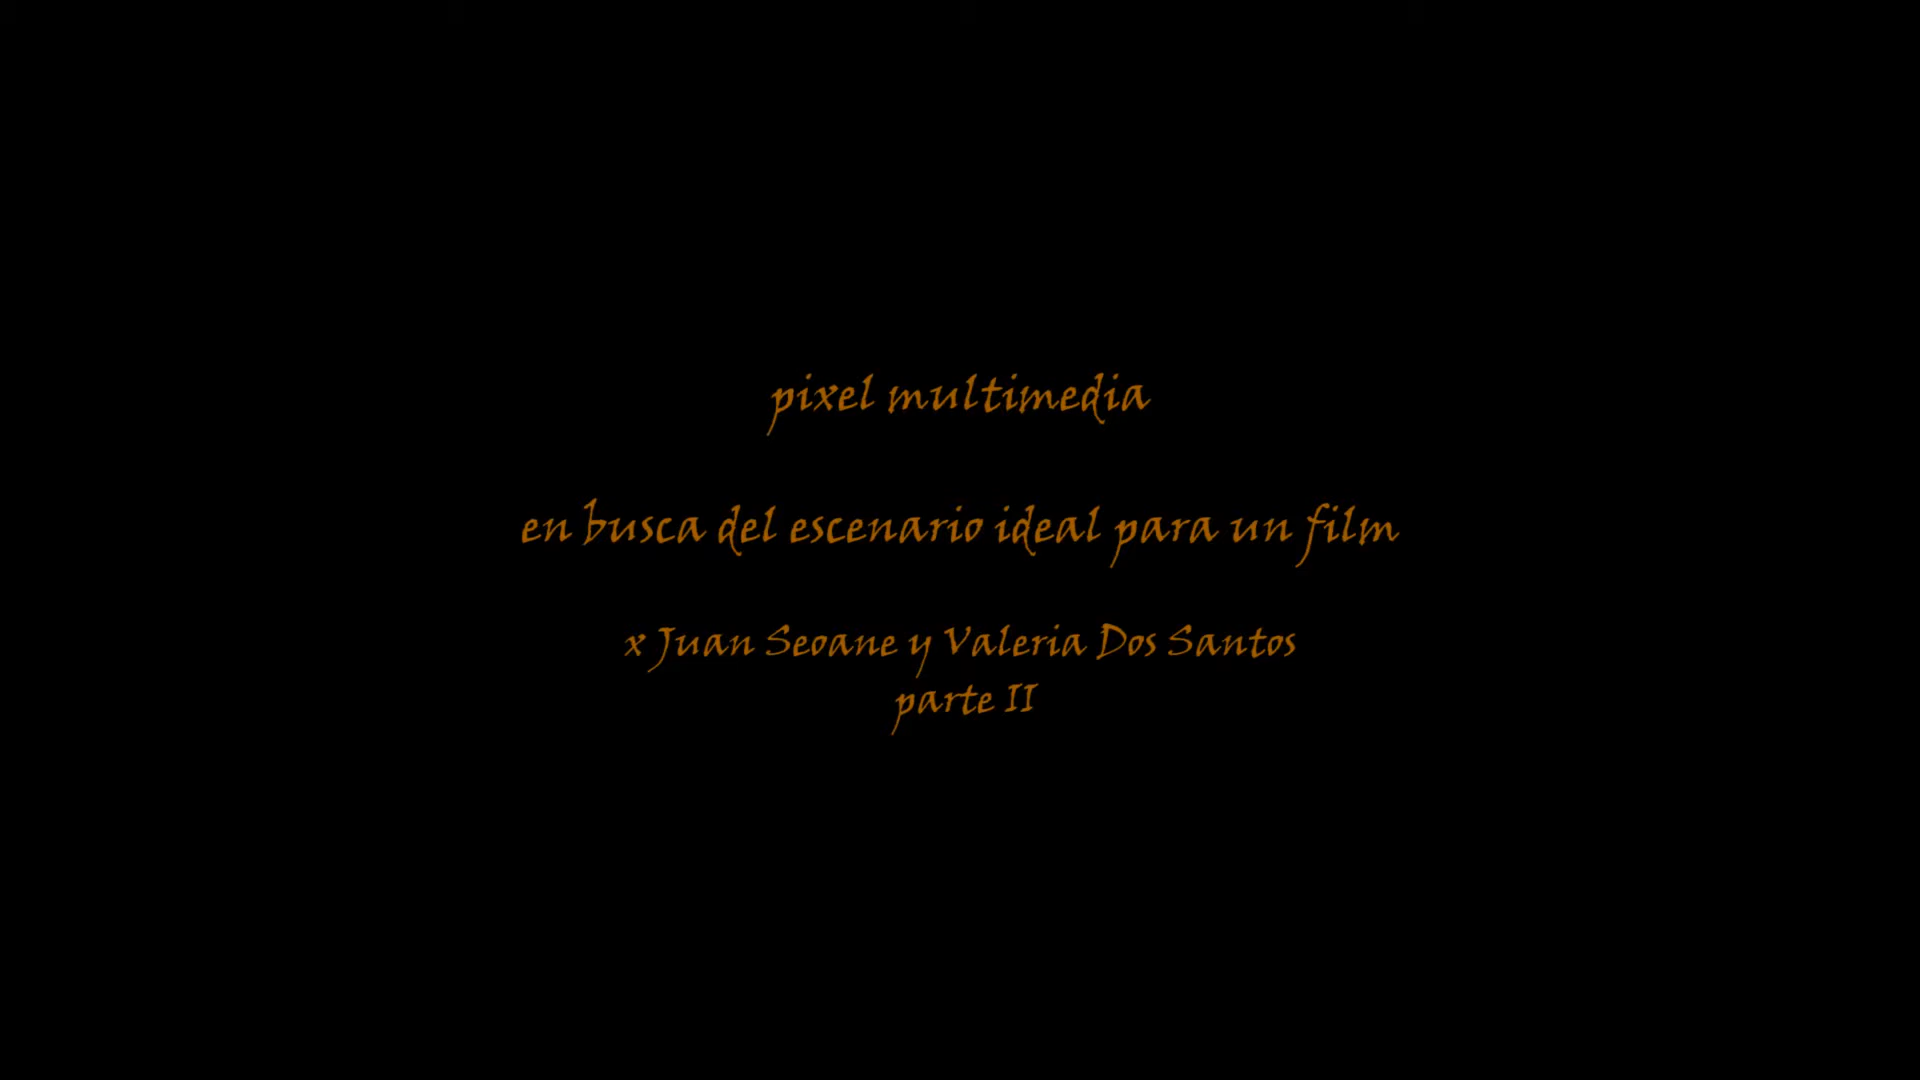 pixel multimedia
en busca del escenario ideal para un film
x Juan Seoane y Valeria Dos Santos
parte II